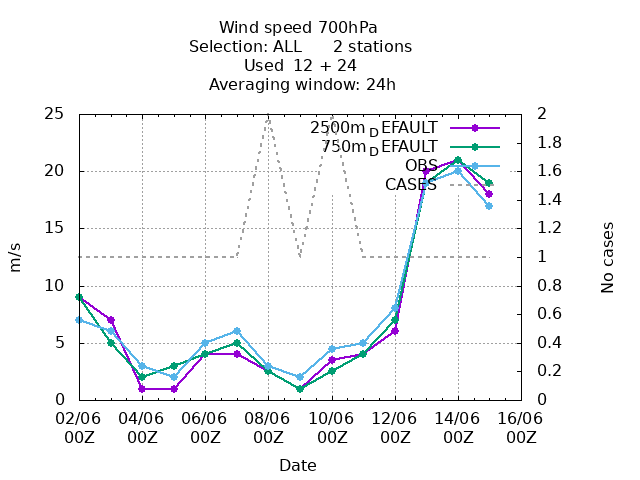 Wind speed 700hPa
Selection: ALL 2 stations
Used 12 + 24
Averaging window: 24h
25
20
15
10
5
0
m/s
2
1.8
1.6
1.4
1.2
1
0.8
0.6
0.4
0.2
0
No cases
2500m_DEFAULT
750m_DEFAULT
OBS
CASES
02/06 04/06 06/06 08/06 10/06 12/06 14/06 16/06
00Z 00Z 00Z 00Z 00Z 00Z 00Z 00Z
Date